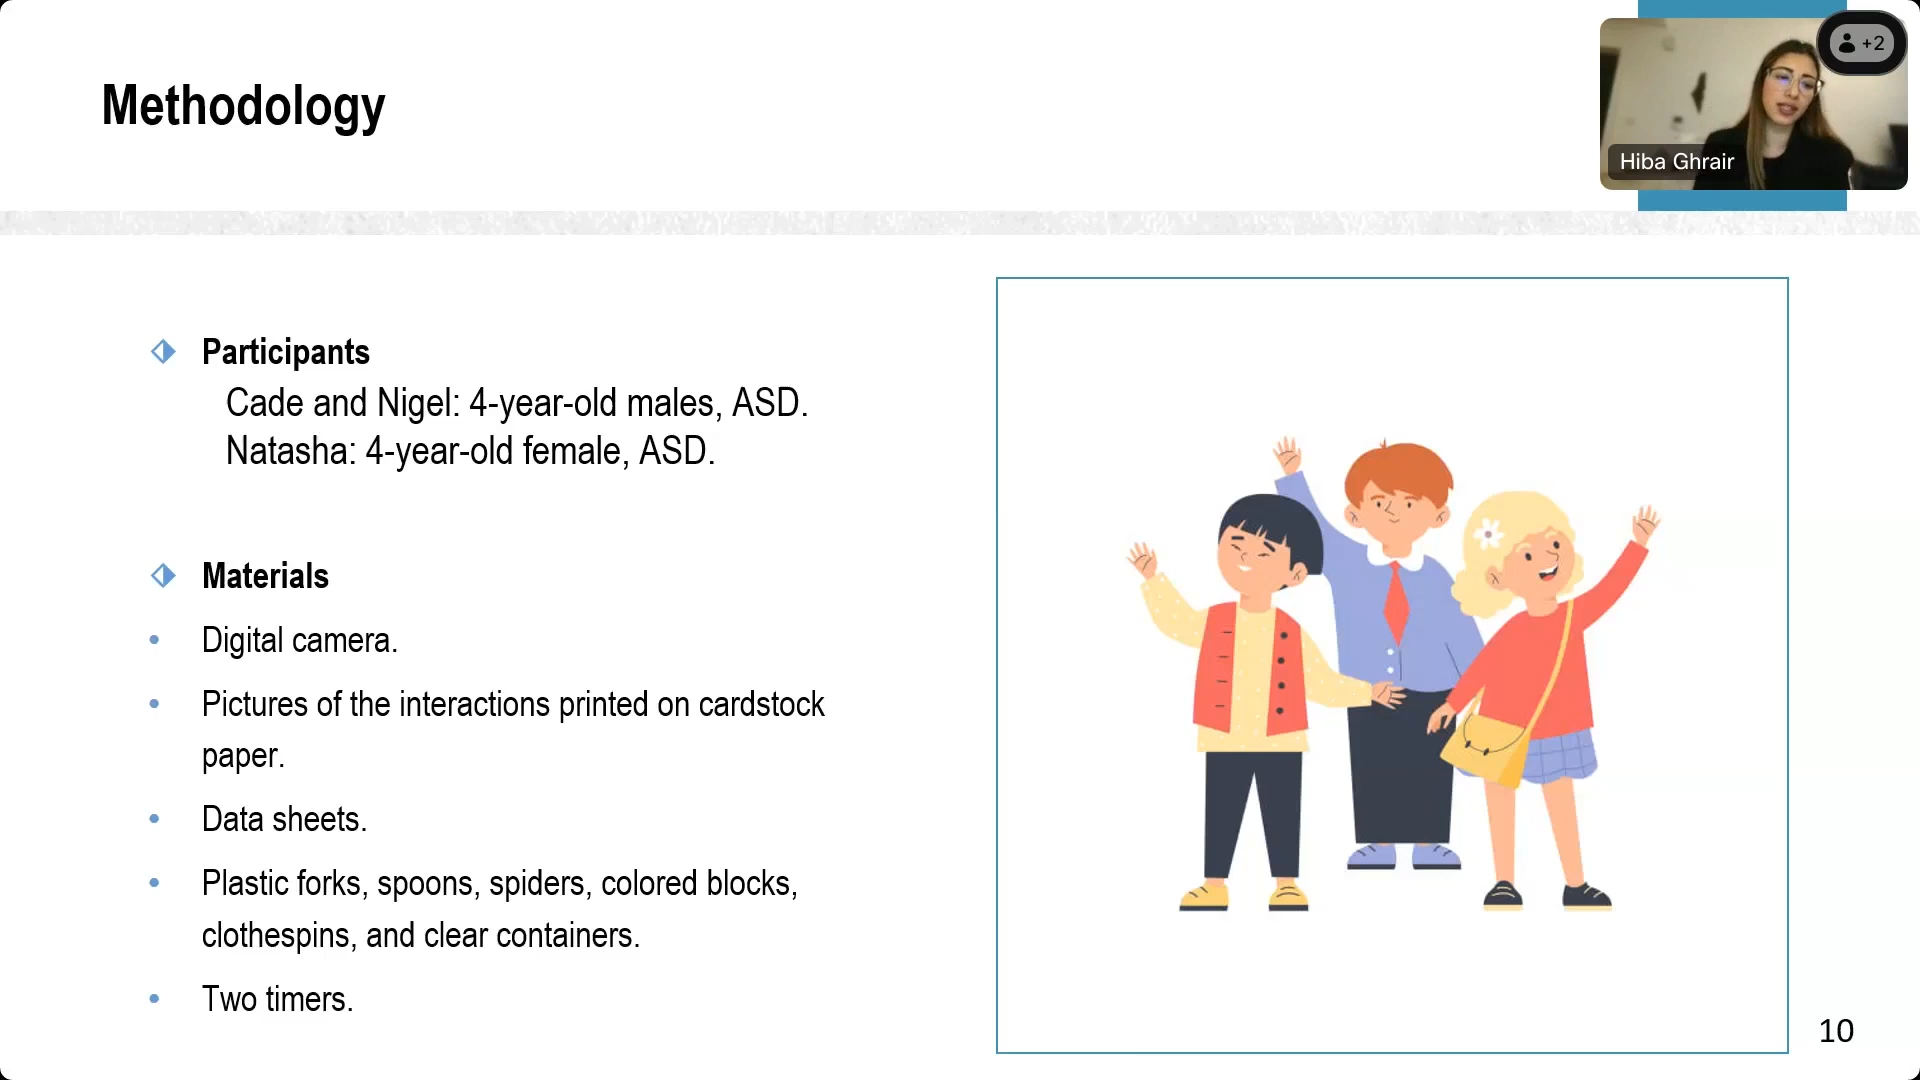 Methodology
+2
Hiba Ghrair
Participants
Cade and Nigel: 4-year-old males, ASD.
Natasha: 4-year-old female, ASD.
Materials
Digital camera.
Pictures of the interactions printed on cardstock
paper.
Data sheets.
Plastic forks, spoons, spiders, colored blocks,
clothespins, and clear containers.
Two timers.
10